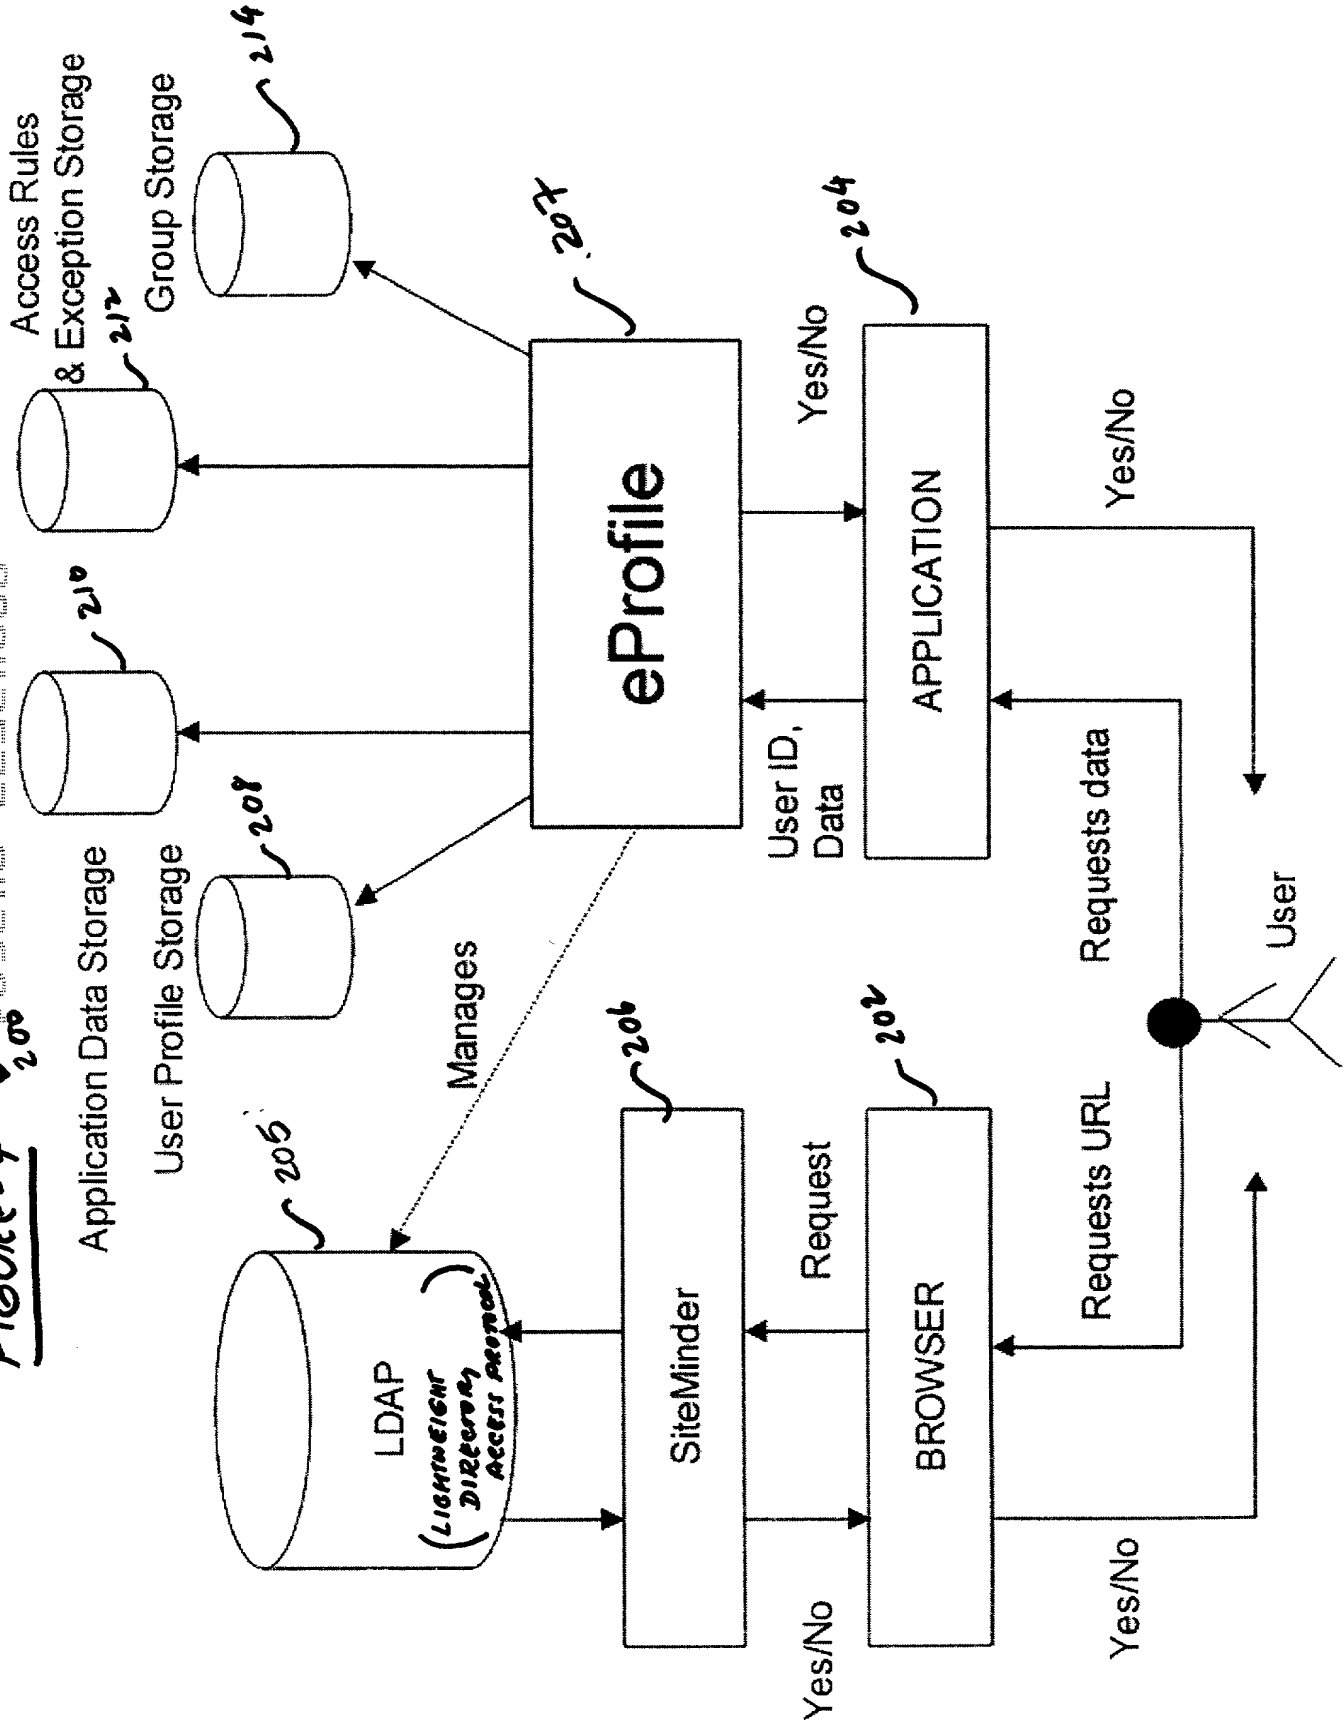 FIGURE-4
200
Access Rules
& Exception Storage
212
Group Storage
214
210
Application Data Storage
User Profile Storage
208
205
LDAP
(LIGHTWEIGHT
DIRECTORY
ACCESS PROTOCOL)
Manages
eProfile
207
206
SiteMinder
Yes/No
Request
User ID,
Data
Yes/No
BROWSER
202
APPLICATION
204
Yes/No
Requests URL
Requests data
Yes/No
User